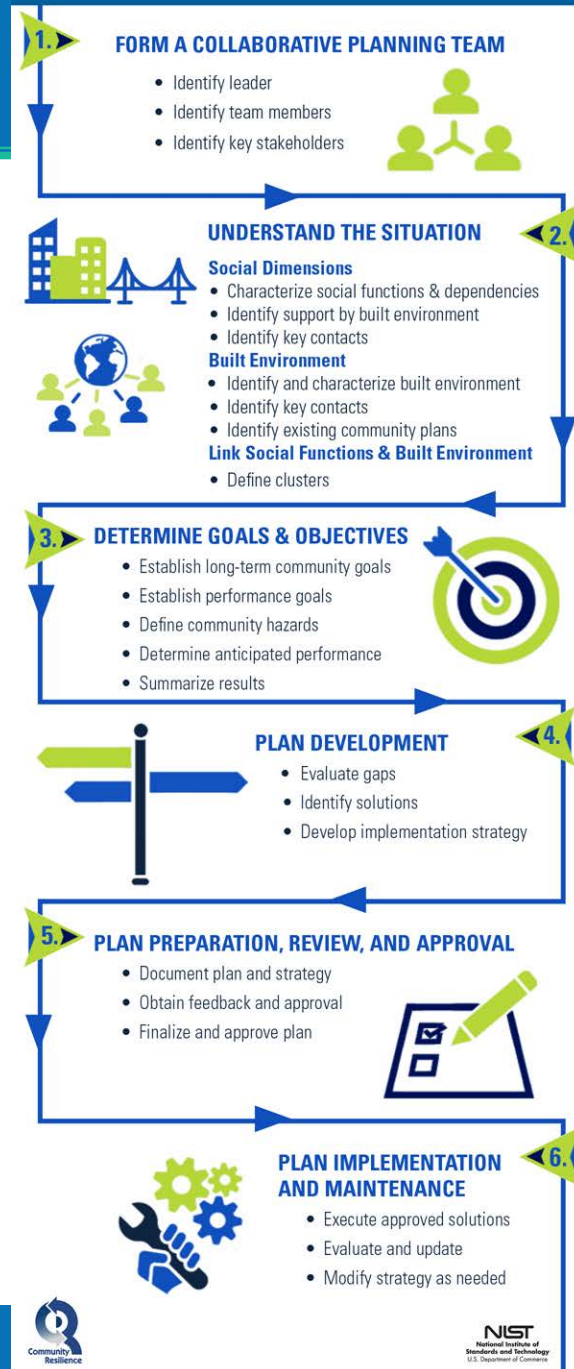 1.
FORM A COLLABORATIVE PLANNING TEAM
• Identify leader
• Identify team members
• Identify key stakeholders
2.
UNDERSTAND THE SITUATION
Social Dimensions
• Characterize social functions & dependencies
• Identify support by built environment
• Identify key contacts
Built Environment
• Identify and characterize built environment
• Identify key contacts
• Identify existing community plans
Link Social Functions & Built Environment
• Define clusters
3.
DETERMINE GOALS & OBJECTIVES
• Establish long-term community goals
• Establish performance goals
• Define community hazards
• Determine anticipated performance
• Summarize results
4.
PLAN DEVELOPMENT
• Evaluate gaps
• Identify solutions
• Develop implementation strategy
5.
PLAN PREPARATION, REVIEW, AND APPROVAL
• Document plan and strategy
• Obtain feedback and approval
• Finalize and approve plan
6.
PLAN IMPLEMENTATION
AND MAINTENANCE
• Execute approved solutions
• Evaluate and update
• Modify strategy as needed
Community
Resilience
NIST
National Institute of
Standards and Technology
U.S. Department of Commerce